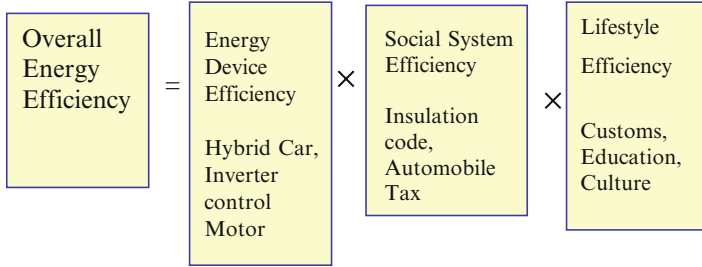 Overall
Energy
Efficiency
=
Energy
Device
Efficiency
Hybrid Car,
Inverter
control
Motor
×
Social System
Efficiency
Insulation
code,
Automobile
Tax
×
Lifestyle
Efficiency
Customs,
Education,
Culture